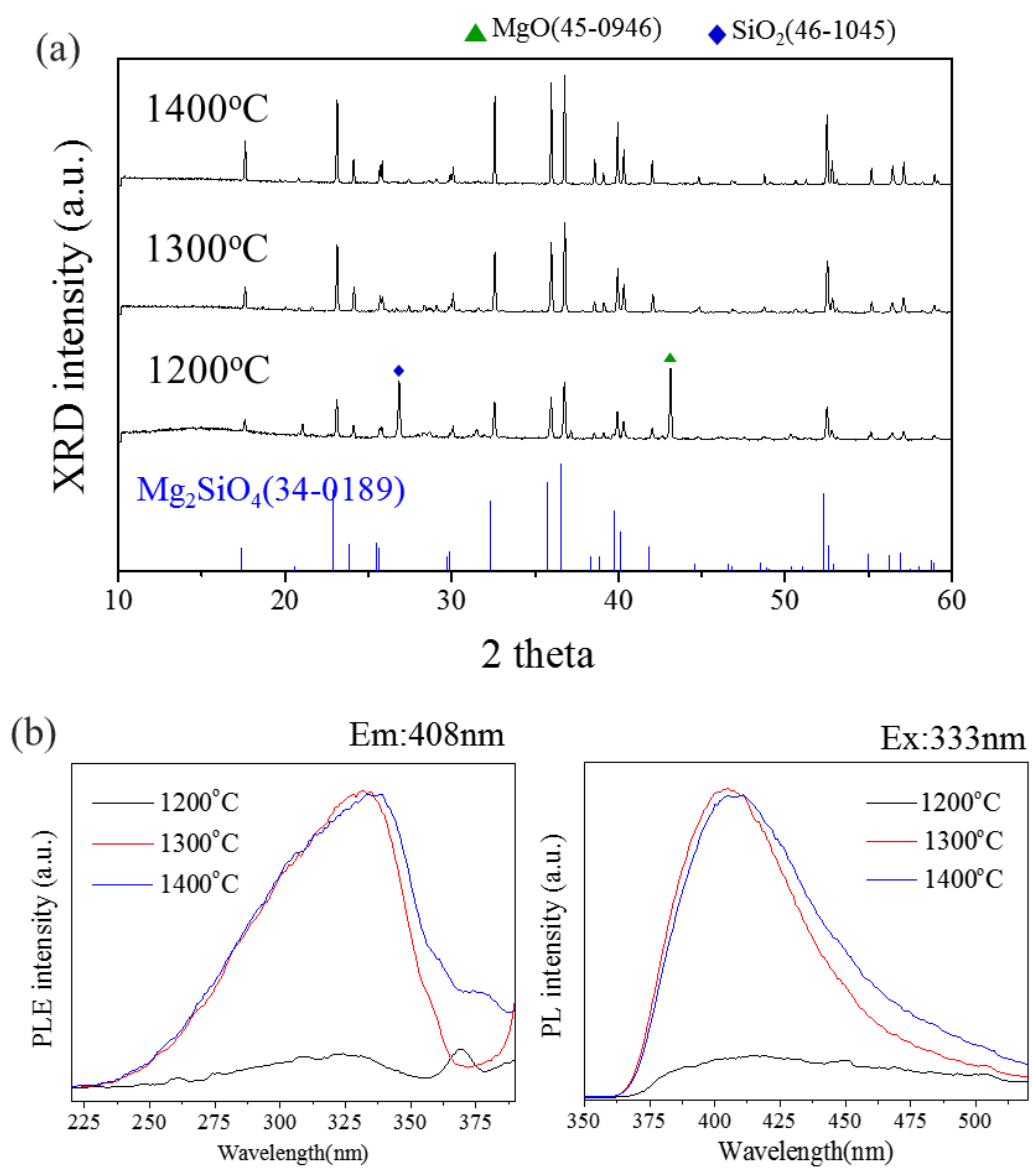 (a)
MgO(45-0946) SiO₂(46-1045)
XRD intensity (a.u.)
1400°C
1300°C
1200°C
Mg₂SiO₄(34-0189)
10 20 30 40 50 60
2 theta
(b)
Em:408nm
PLE intensity (a.u.)
1200°C
1300°C
1400°C
225 250 275 300 325 350 375
Wavelength(nm)
Ex:333nm
PL intensity (a.u.)
1200°C
1300°C
1400°C
350 375 400 425 450 475 500
Wavelength(nm)